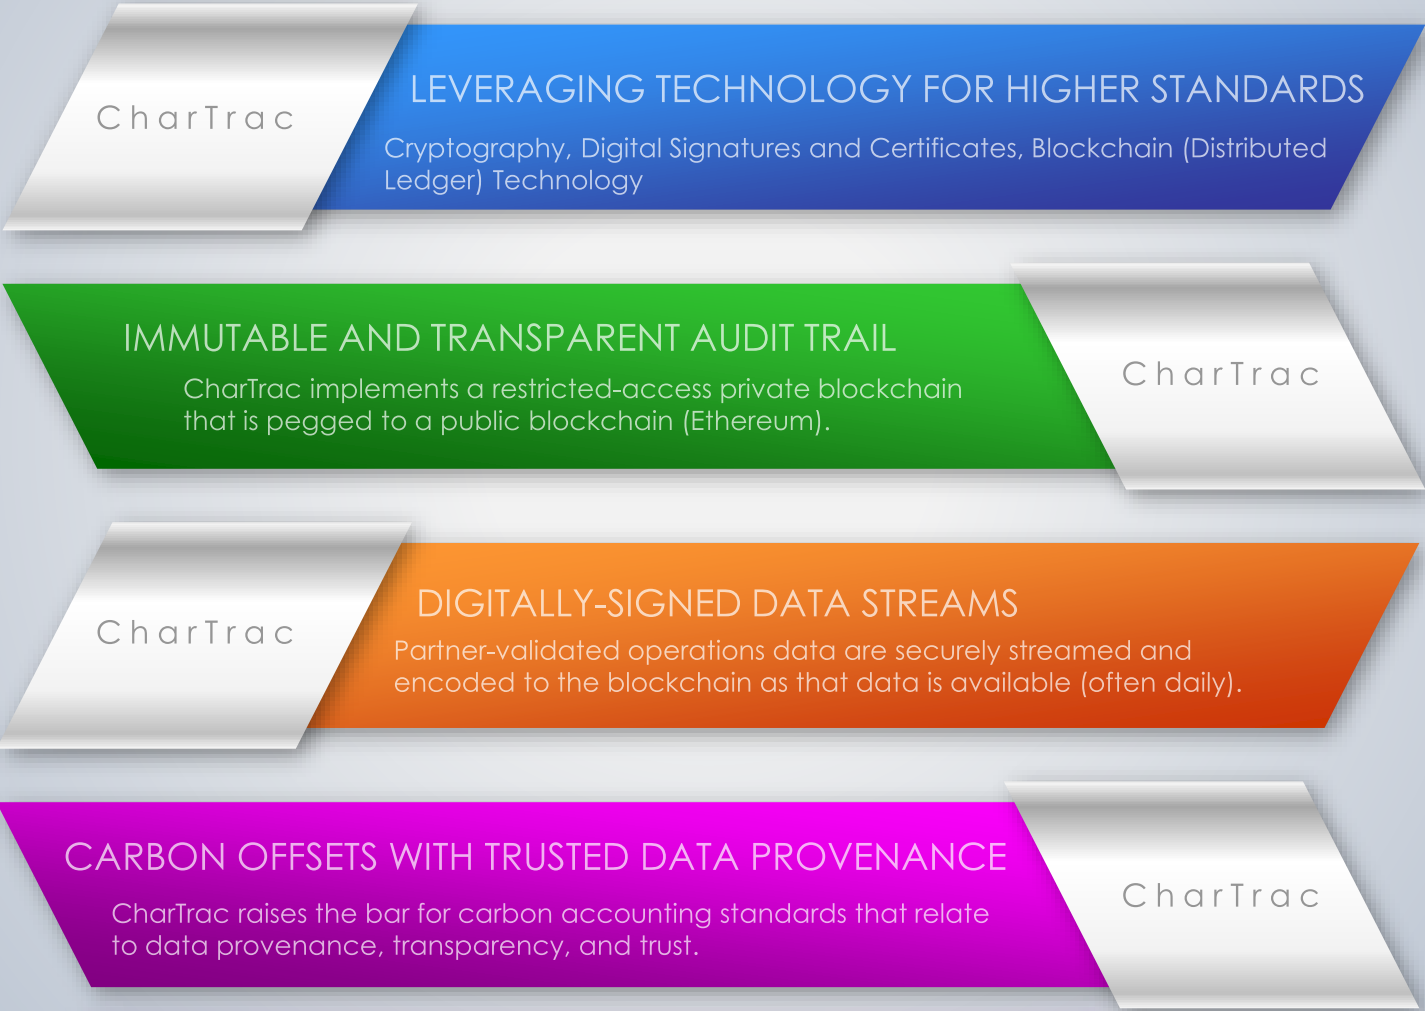 CharTrac
LEVERAGING TECHNOLOGY FOR HIGHER STANDARDS
Cryptography, Digital Signatures and Certificates, Blockchain (Distributed
Ledger) Technology
IMMUTABLE AND TRANSPARENT AUDIT TRAIL
CharTrac implements a restricted-access private blockchain
that is pegged to a public blockchain (Ethereum).
CharTrac
CharTrac
DIGITALLY-SIGNED DATA STREAMS
Partner-validated operations data are securely streamed and
encoded to the blockchain as that data is available (often daily).
CARBON OFFSETS WITH TRUSTED DATA PROVENANCE
CharTrac raises the bar for carbon accounting standards that relate
to data provenance, transparency, and trust.
CharTrac